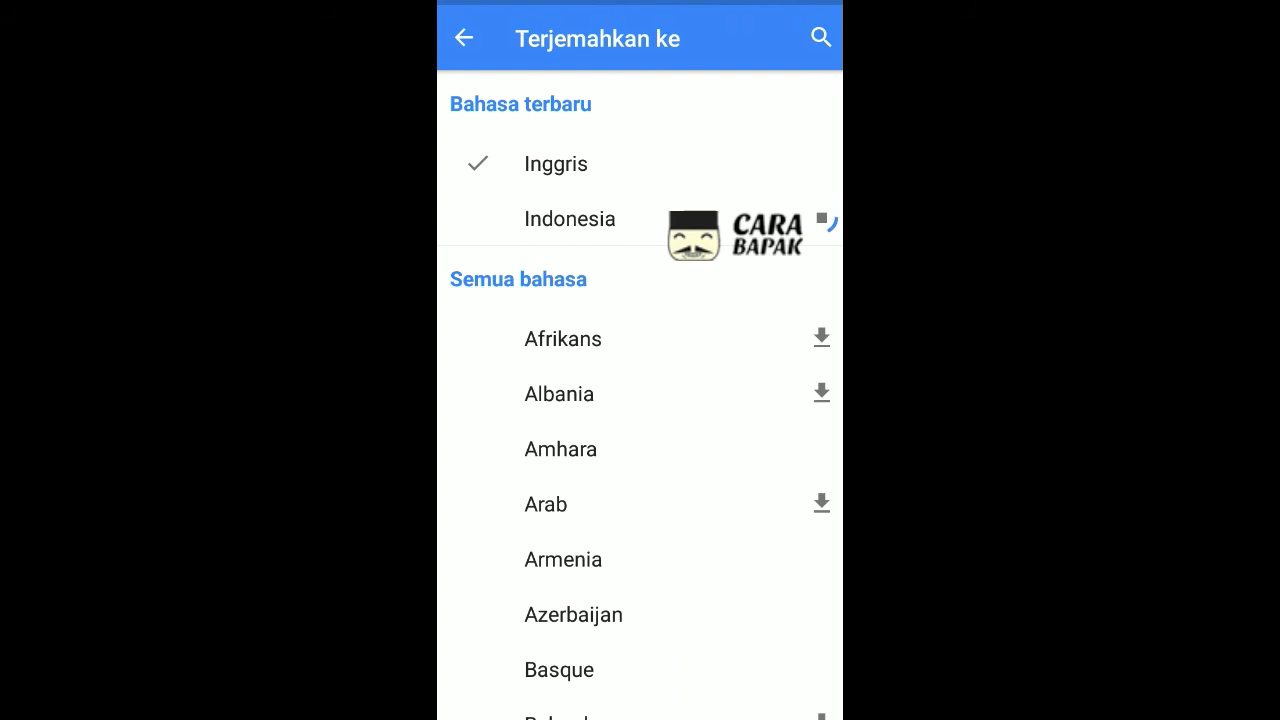 Terjemahkan ke
Bahasa terbaru
Inggris
Indonesia
CARA
BAPAK
Semua bahasa
Afrikans
Albania
Amhara
Arab
Armenia
Azerbaijan
Basque